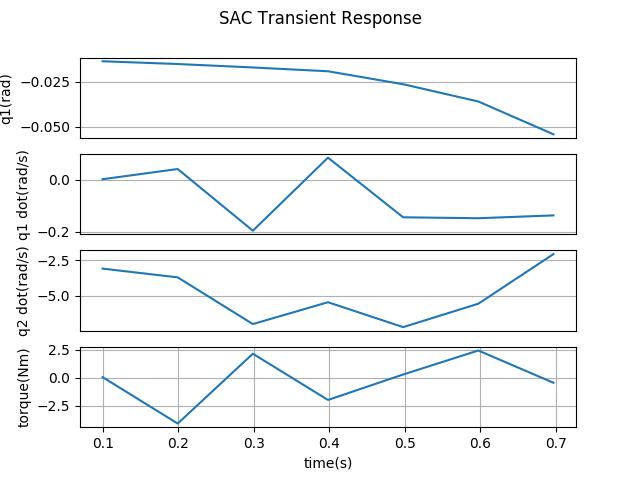 SAC Transient Response
q1(rad)
−0.025
−0.050
q1 dot(rad/s)
0.0
−0.2
q2 dot(rad/s)
−2.5
−5.0
torque(Nm)
2.5
0.0
−2.5
0.1 0.2 0.3 0.4 0.5 0.6 0.7
time(s)